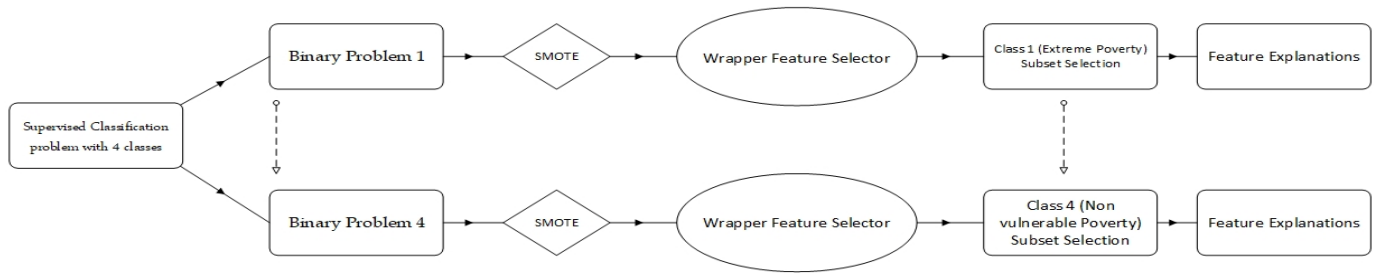 Supervised Classification
problem with 4 classes
Binary Problem 1
SMOTE
Wrapper Feature Selector
Class 1 (Extreme Poverty)
Subset Selection
Feature Explanations
Binary Problem 4
SMOTE
Wrapper Feature Selector
Class 4 (Non
vulnerable Poverty)
Subset Selection
Feature Explanations